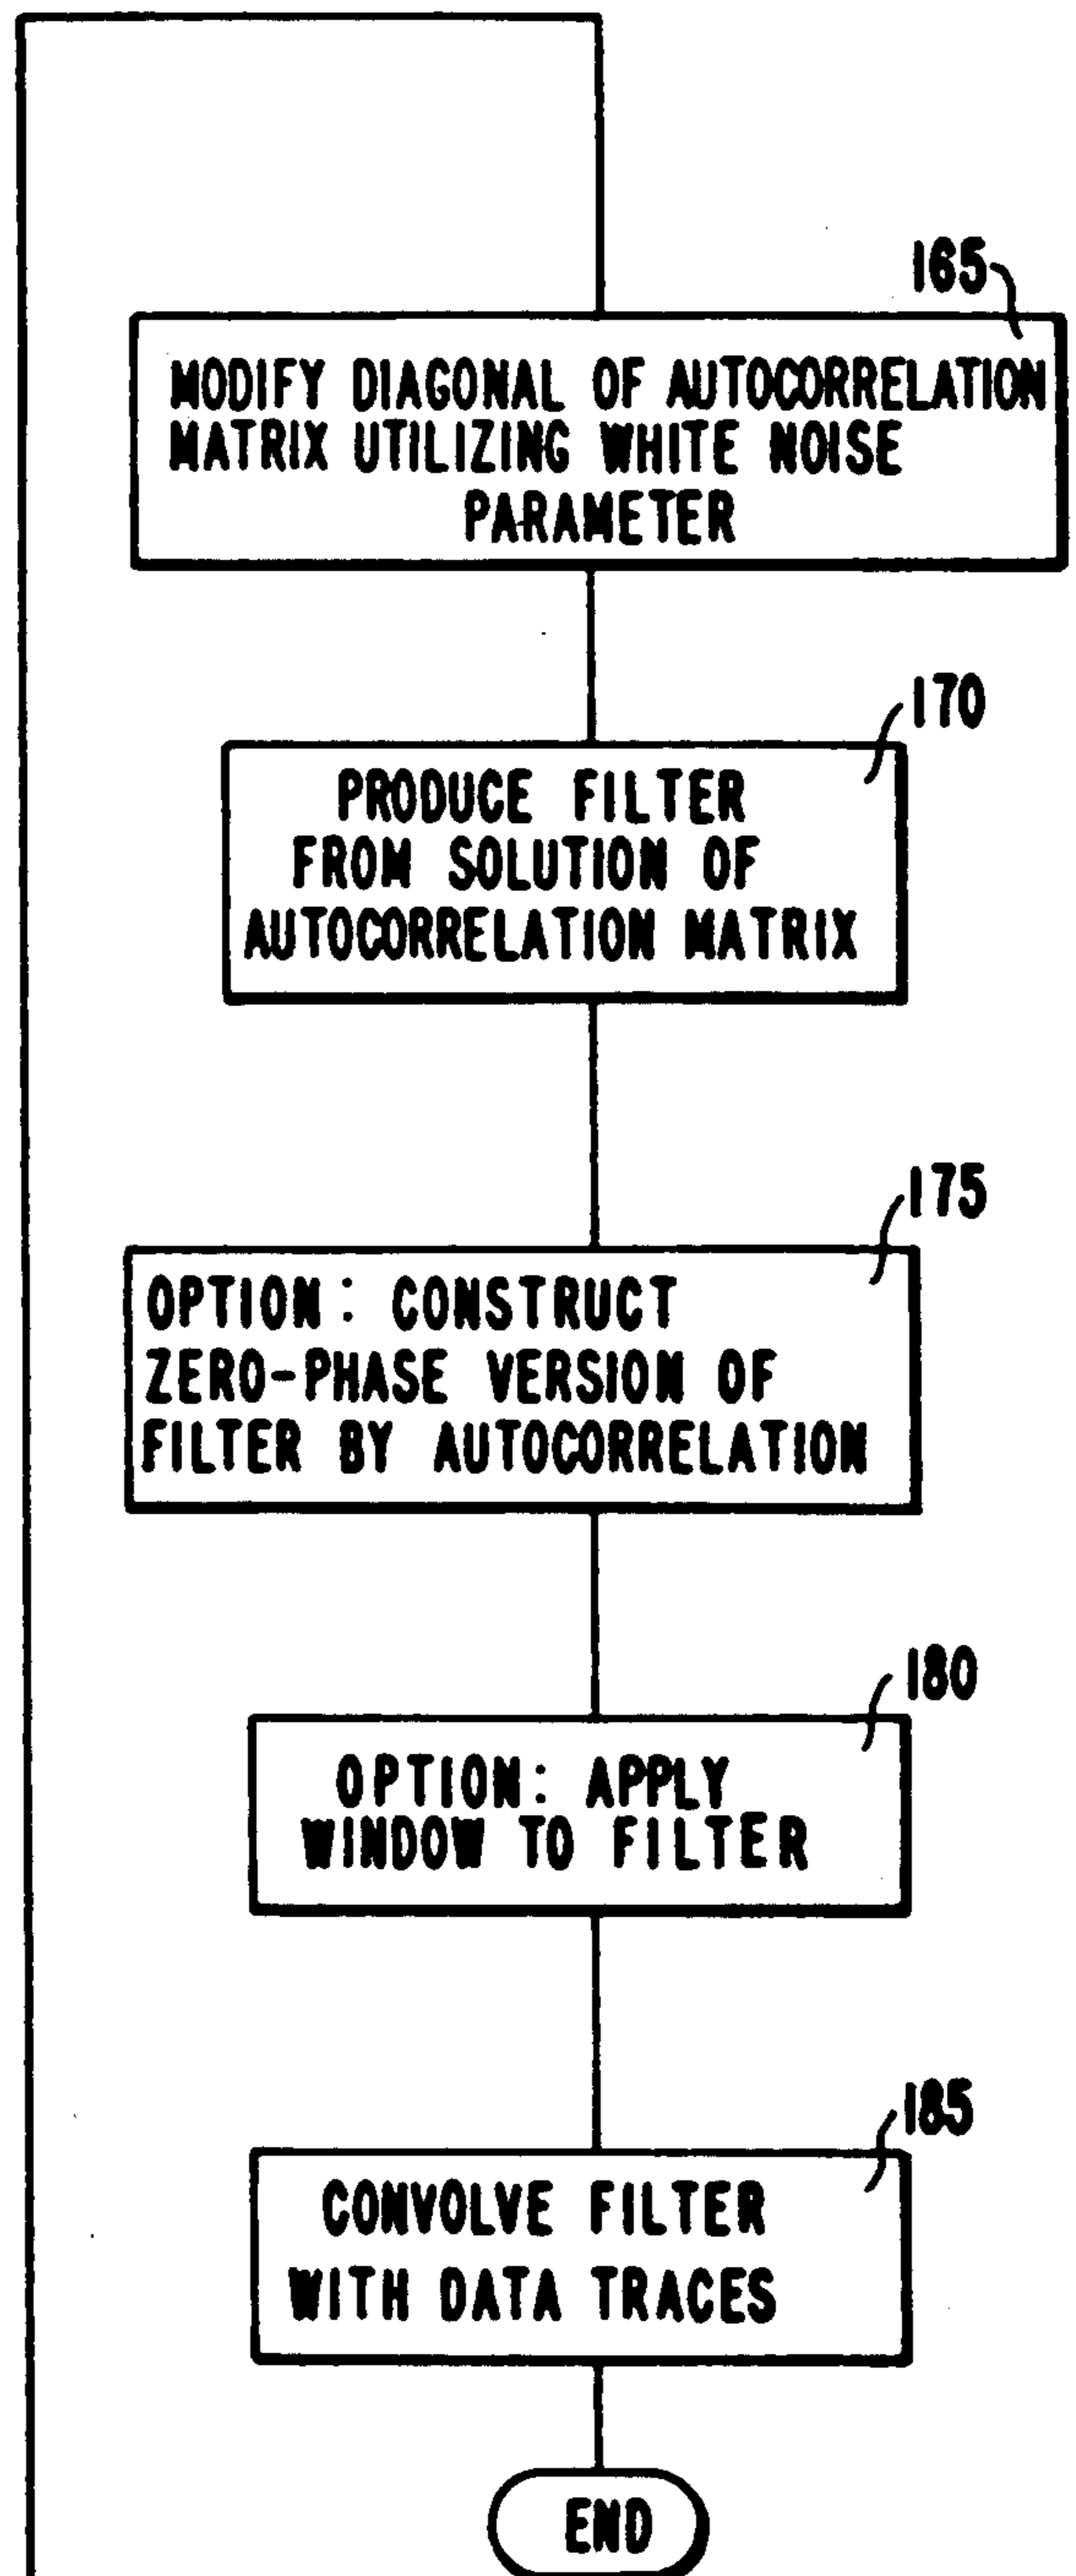 165
MODIFY DIAGONAL OF AUTOCORRELATION
MATRIX UTILIZING WHITE NOISE
PARAMETER
170
PRODUCE FILTER
FROM SOLUTION OF
AUTOCORRELATION MATRIX
175
OPTION: CONSTRUCT
ZERO-PHASE VERSION OF
FILTER BY AUTOCORRELATION
180
OPTION: APPLY
WINDOW TO FILTER
185
CONVOLVE FILTER
WITH DATA TRACES
END